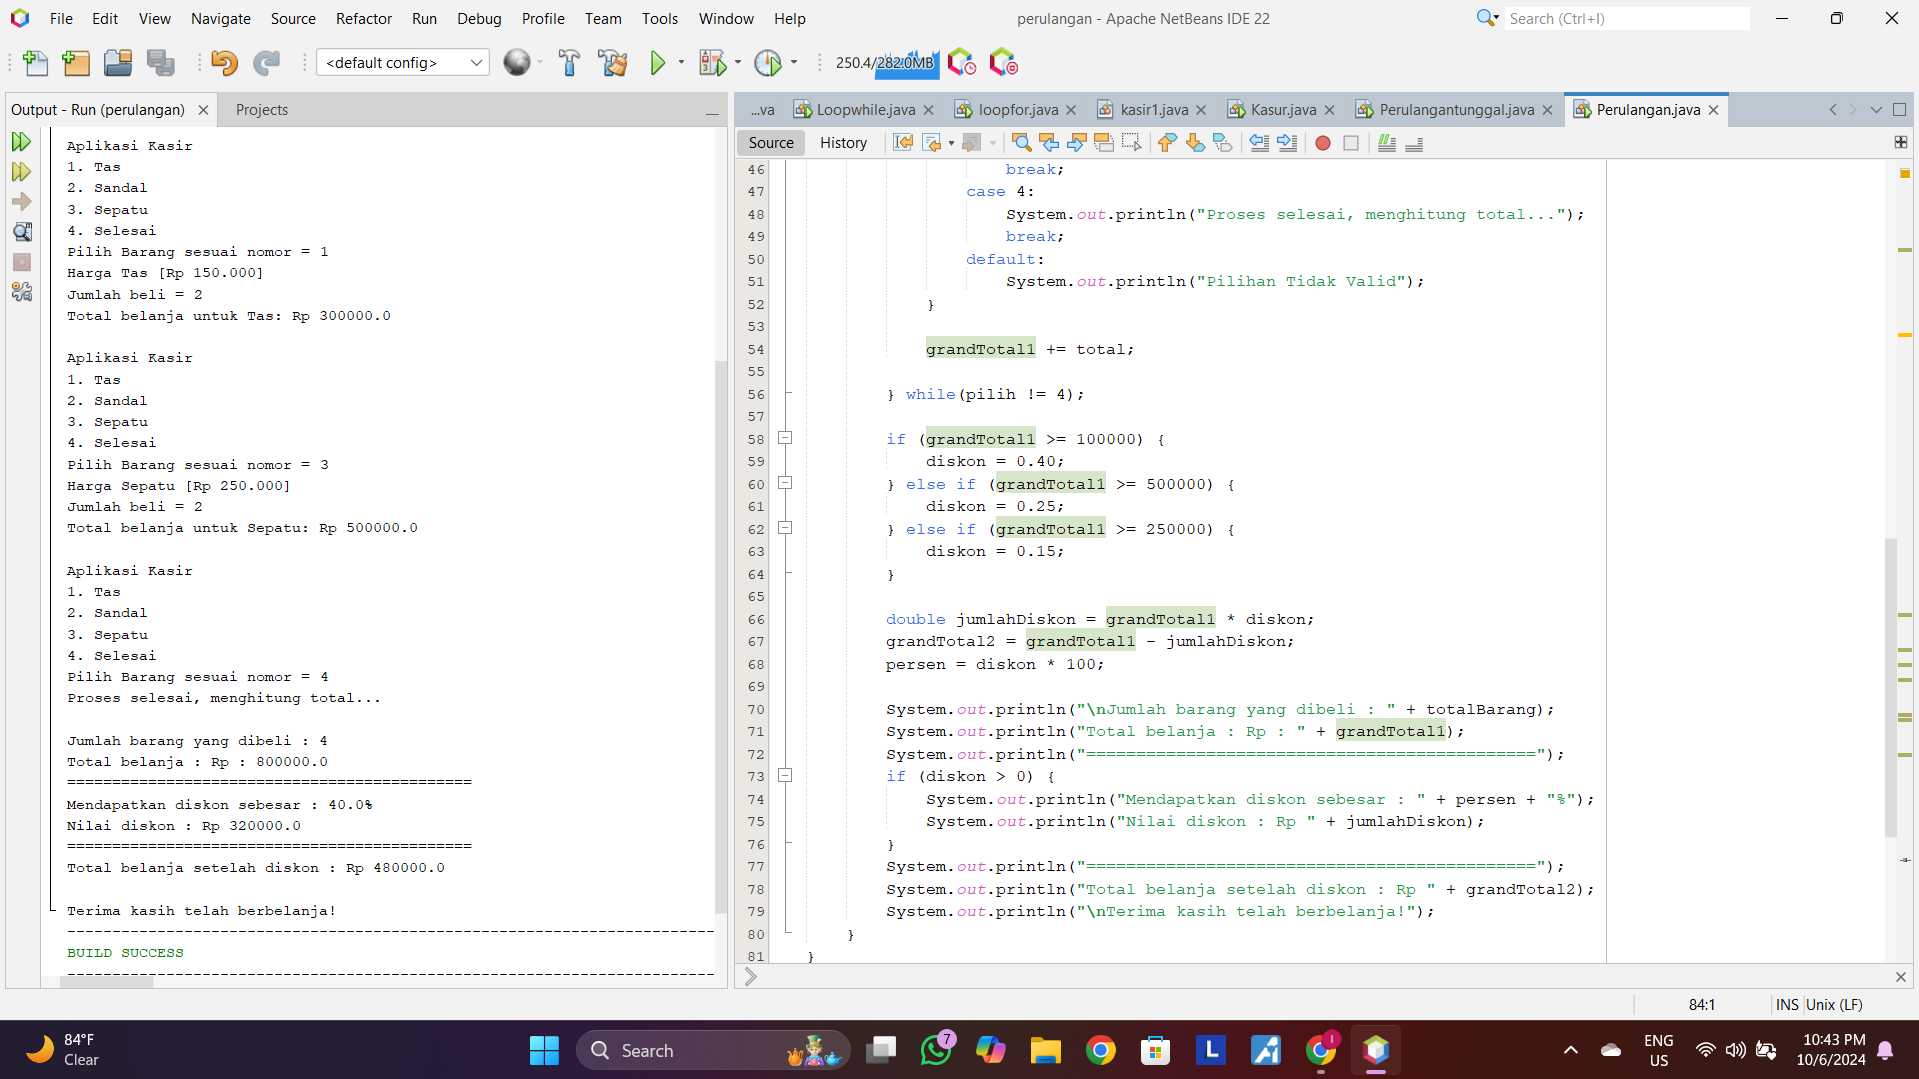 File Edit View Navigate Source Refactor Run Debug Profile Team Tools Window Help
perulangan - Apache NetBeans IDE 22
Search (Ctrl+I)
<default config>
250.4/282.0MB
Output - Run (perulangan)
Projects
Aplikasi Kasir
1. Tas
2. Sandal
3. Sepatu
4. Selesai
Pilih Barang sesuai nomor = 1
Harga Tas [Rp 150.000]
Jumlah beli = 2
Total belanja untuk Tas: Rp 300000.0
Aplikasi Kasir
1. Tas
2. Sandal
3. Sepatu
4. Selesai
Pilih Barang sesuai nomor = 3
Harga Sepatu [Rp 250.000]
Jumlah beli = 2
Total belanja untuk Sepatu: Rp 500000.0
Aplikasi Kasir
1. Tas
2. Sandal
3. Sepatu
4. Selesai
Pilih Barang sesuai nomor = 4
Proses selesai, menghitung total...
Jumlah barang yang dibeli : 4
Total belanja : Rp : 800000.0
=============================================
Mendapatkan diskon sebesar : 40.0%
Nilai diskon : Rp 320000.0
=============================================
Total belanja setelah diskon : Rp 480000.0
Terima kasih telah berbelanja!
------------------------------------------------------------------------
BUILD SUCCESS
------------------------------------------------------------------------
...va Loopwhile.java loopfor.java kasir1.java Kasur.java Perulangantunggal.java Perulangan.java
Source History
46 break;
47 case 4:
48 System.out.println("Proses selesai, menghitung total...");
49 break;
50 default:
51 System.out.println("Pilihan Tidak Valid");
52 }
53
54 grandTotal1 += total;
55
56 } while(pilih != 4);
57
58 if (grandTotal1 >= 100000) {
59 diskon = 0.40;
60 } else if (grandTotal1 >= 500000) {
61 diskon = 0.25;
62 } else if (grandTotal1 >= 250000) {
63 diskon = 0.15;
64 }
65
66 double jumlahDiskon = grandTotal1 * diskon;
67 grandTotal2 = grandTotal1 - jumlahDiskon;
68 persen = diskon * 100;
69
70 System.out.println("\nJumlah barang yang dibeli : " + totalBarang);
71 System.out.println("Total belanja : Rp : " + grandTotal1);
72 System.out.println("=============================================");
73 if (diskon > 0) {
74 System.out.println("Mendapatkan diskon sebesar : " + persen + "%");
75 System.out.println("Nilai diskon : Rp " + jumlahDiskon);
76 }
77 System.out.println("=============================================");
78 System.out.println("Total belanja setelah diskon : Rp " + grandTotal2);
79 System.out.println("\nTerima kasih telah berbelanja!");
80 }
81 }
84:1 INS Unix (LF)
84°F
Clear
Search
7
L
1
ENG
US
10:43 PM
10/6/2024